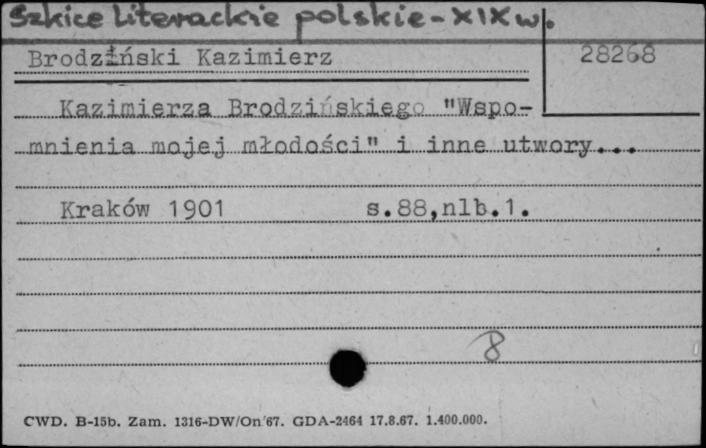 Szkice literackie polskie - XIX w.
Brodziński Kazimierz 28268
Kazimierza Brodzińskiego "Wspo-
mnienia mojej młodości" i inne utwory...
Kraków 1901 s.88,nlb.1.
8
CWD. B-15b. Zam. 1316-DW/On/67. GDA-2464 17.8.67. 1.400.000.